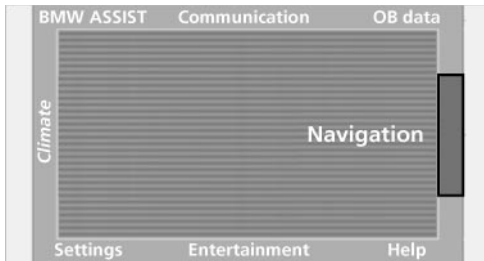 BMW ASSIST Communication OB data
Climate
Navigation
Settings Entertainment Help